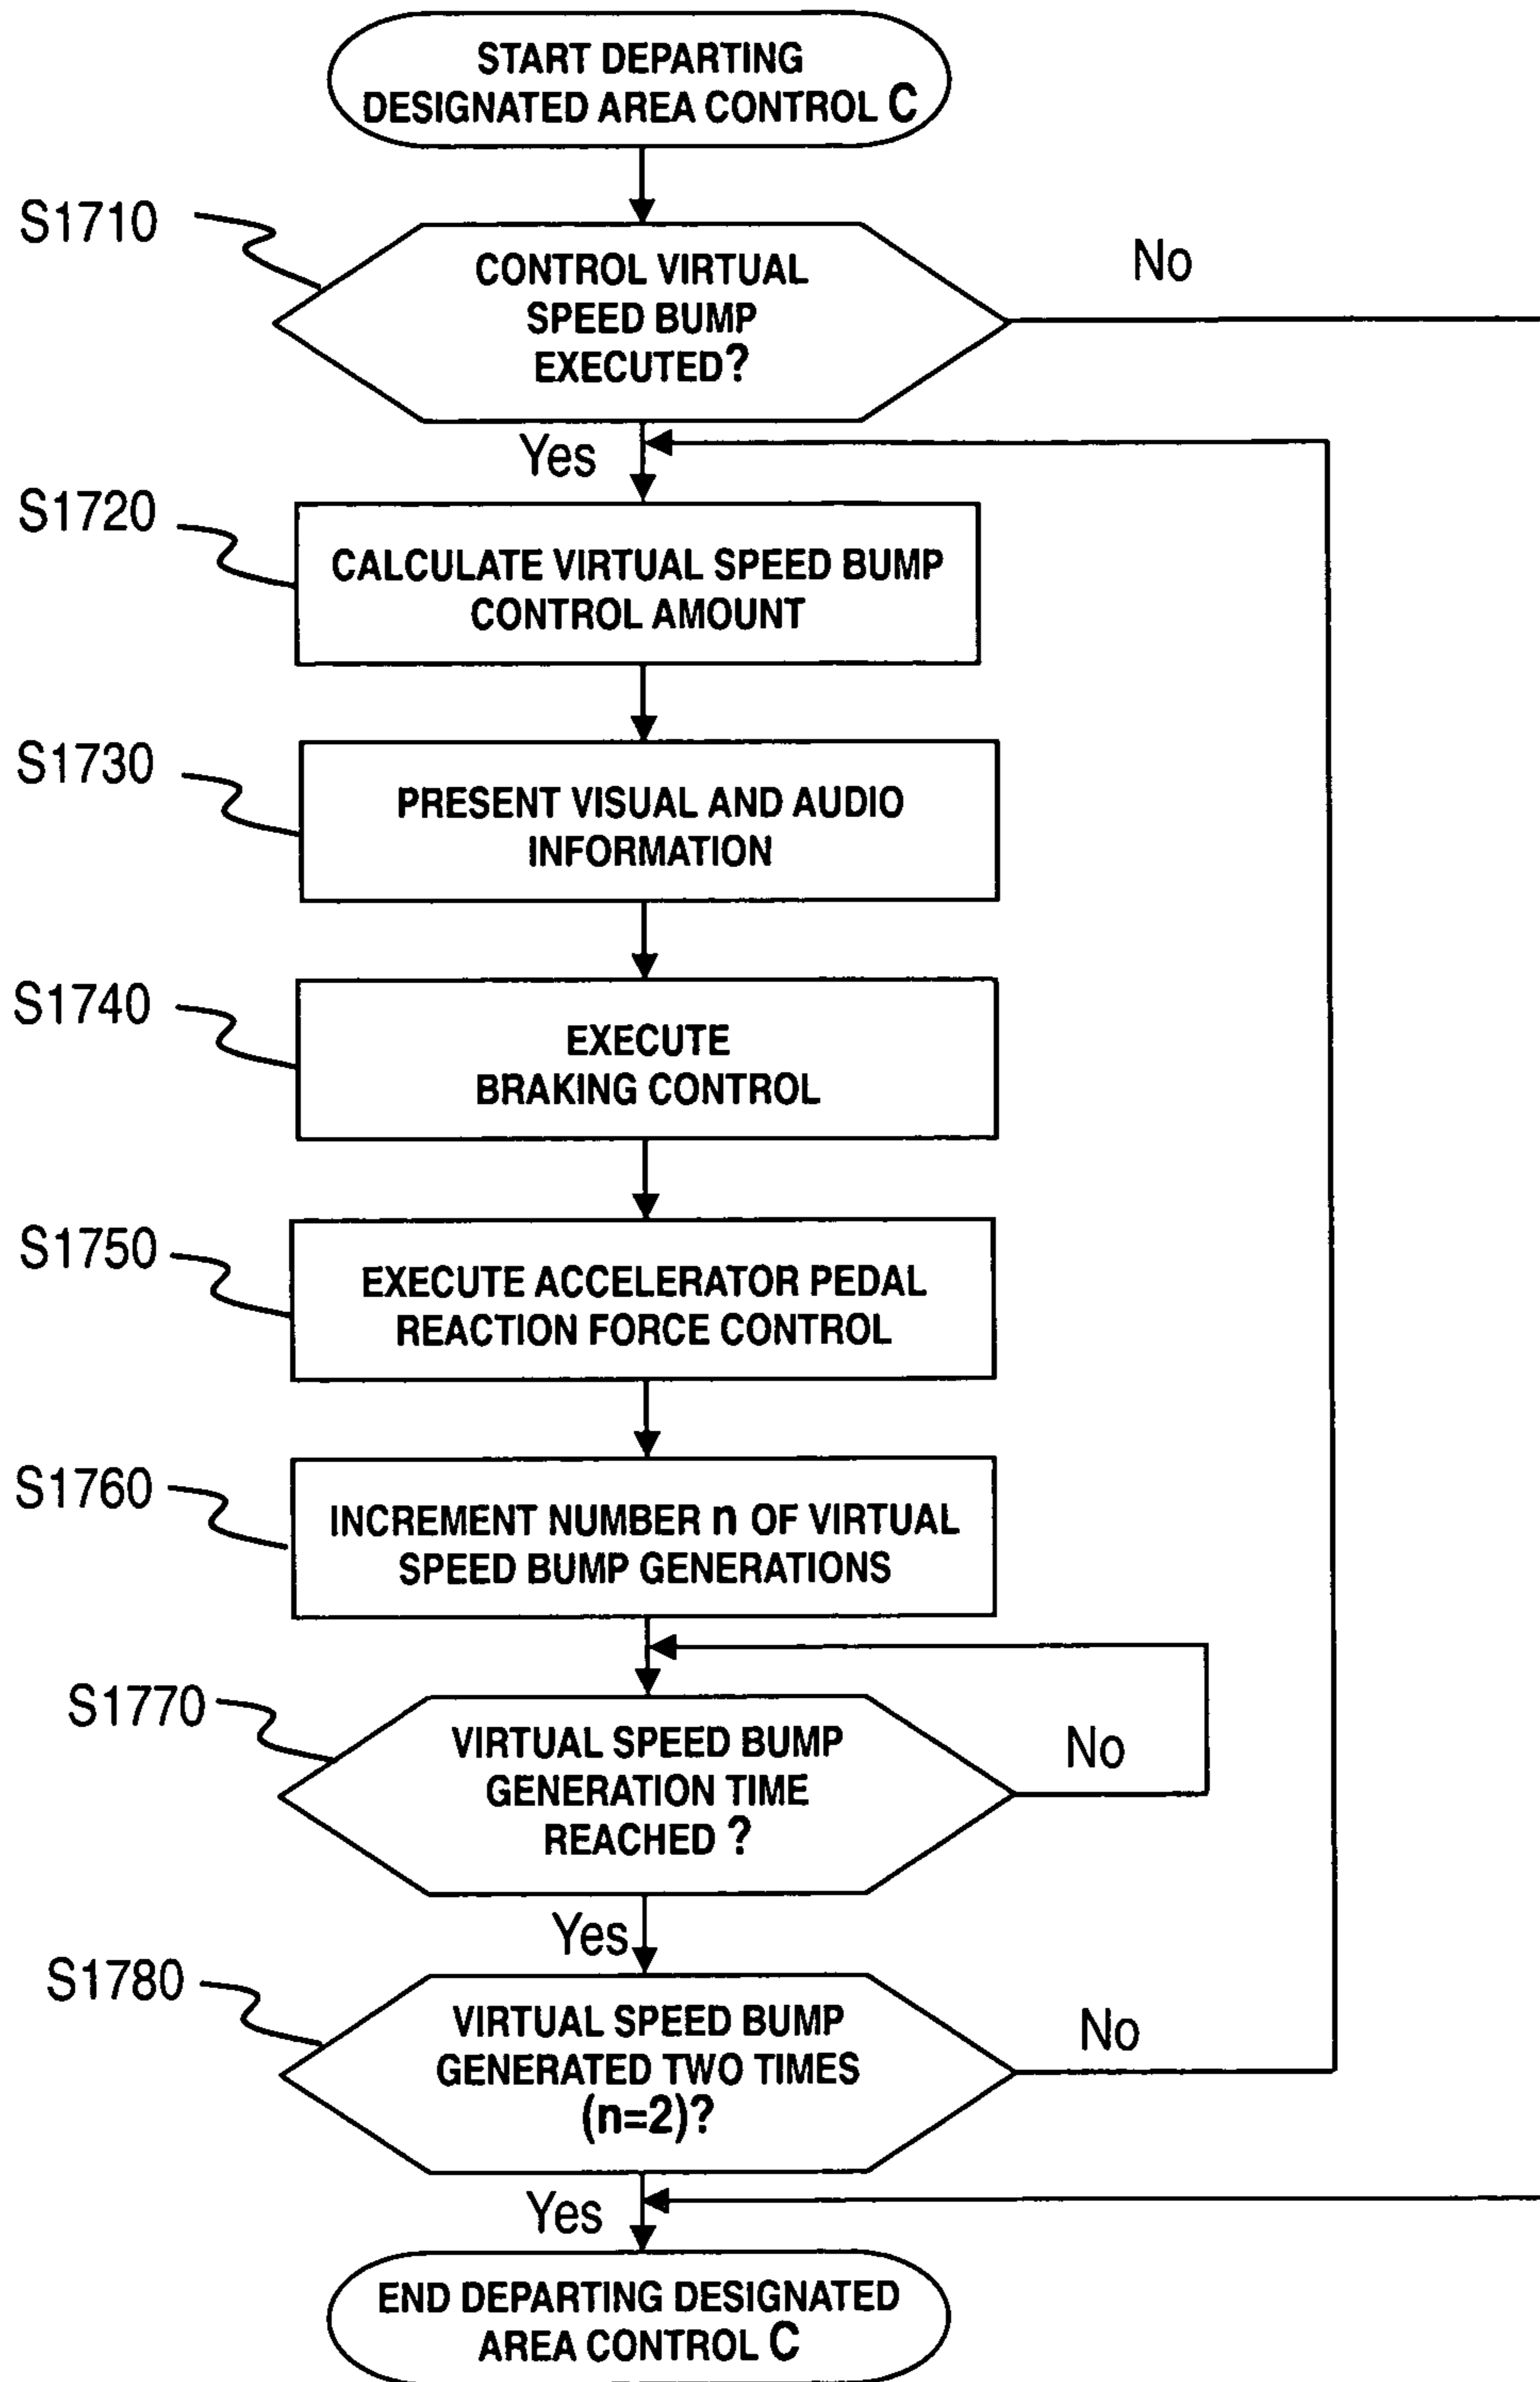 START DEPARTING
DESIGNATED AREA CONTROL C
S1710
CONTROL VIRTUAL
SPEED BUMP
EXECUTED?
No
Yes
S1720
CALCULATE VIRTUAL SPEED BUMP
CONTROL AMOUNT
S1730
PRESENT VISUAL AND AUDIO
INFORMATION
S1740
EXECUTE
BRAKING CONTROL
S1750
EXECUTE ACCELERATOR PEDAL
REACTION FORCE CONTROL
S1760
INCREMENT NUMBER n OF VIRTUAL
SPEED BUMP GENERATIONS
S1770
VIRTUAL SPEED BUMP
GENERATION TIME
REACHED ?
No
Yes
S1780
VIRTUAL SPEED BUMP
GENERATED TWO TIMES
(n=2)?
No
Yes
END DEPARTING DESIGNATED
AREA CONTROL C